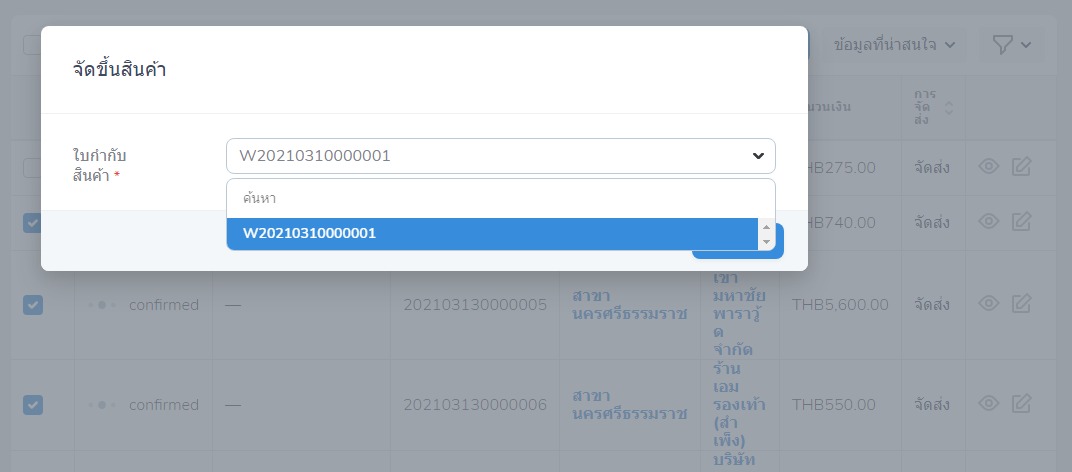 จัดขึ้นสินค้า
ข้อมูลที่น่าสนใจ
นวนเงิน
การ
จัด
ส่ง
ใบกำกับ
สินค้า *
W20210310000001
ค้นหา
W20210310000001
HB275.00 จัดส่ง
HB740.00 จัดส่ง
confirmed — 202103130000005 สาขา
นครศรีธรรมราช
เขา
มหาชัย
พาราวู้
ด
จำกัด
THB5,600.00 จัดส่ง
confirmed — 202103130000006 สาขา
นครศรีธรรมราช
ร้าน
เอม
รองเท้า
(สำ
เพ็ง)
THB550.00 จัดส่ง
บริษัท